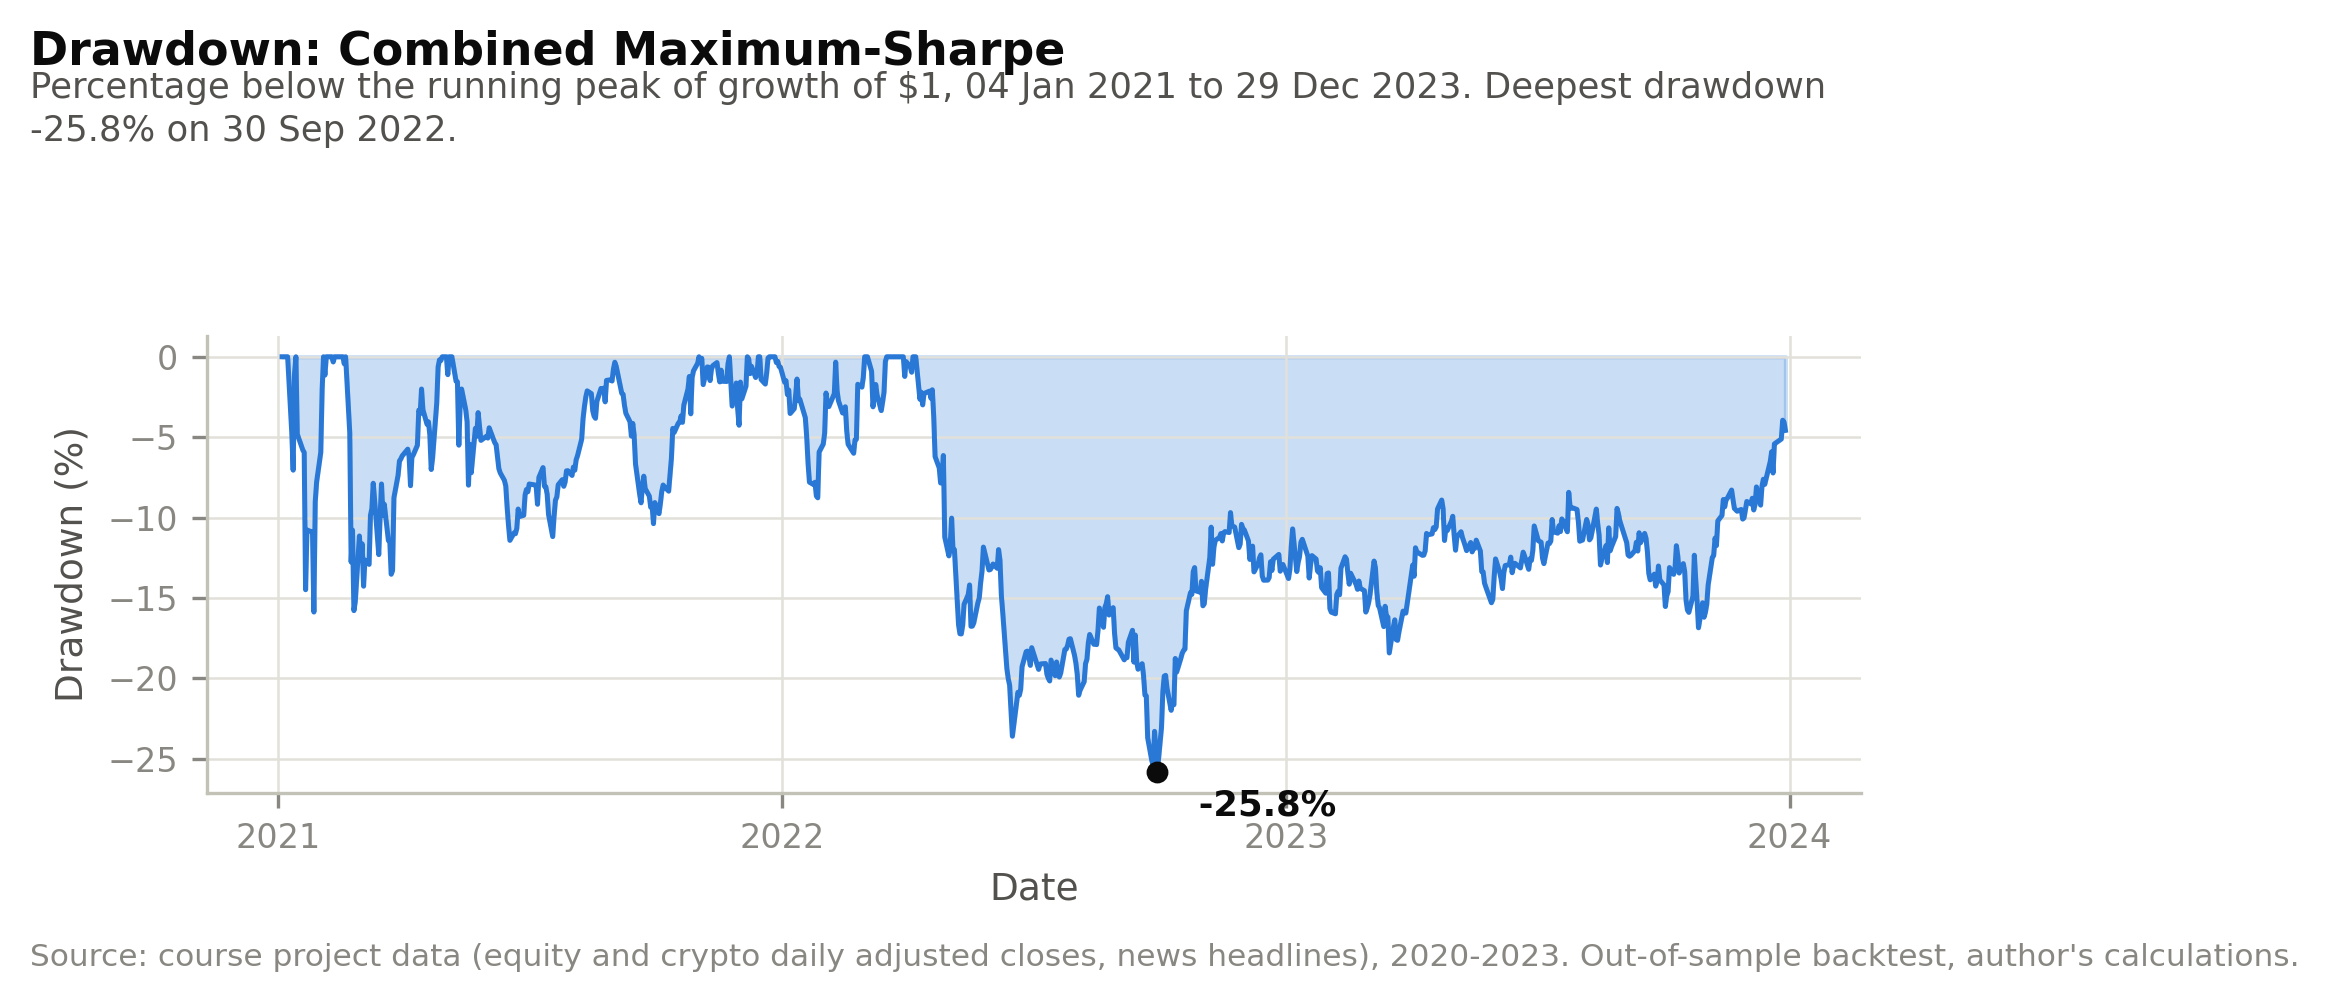 Drawdown: Combined Maximum-Sharpe
Percentage below the running peak of growth of $1, 04 Jan 2021 to 29 Dec 2023. Deepest drawdown
-25.8% on 30 Sep 2022.
Drawdown (%)
0
−5
−10
−15
−20
−25
-25.8%
2021
2022
2023
2024
Date
Source: course project data (equity and crypto daily adjusted closes, news headlines), 2020-2023. Out-of-sample backtest, author's calculations.